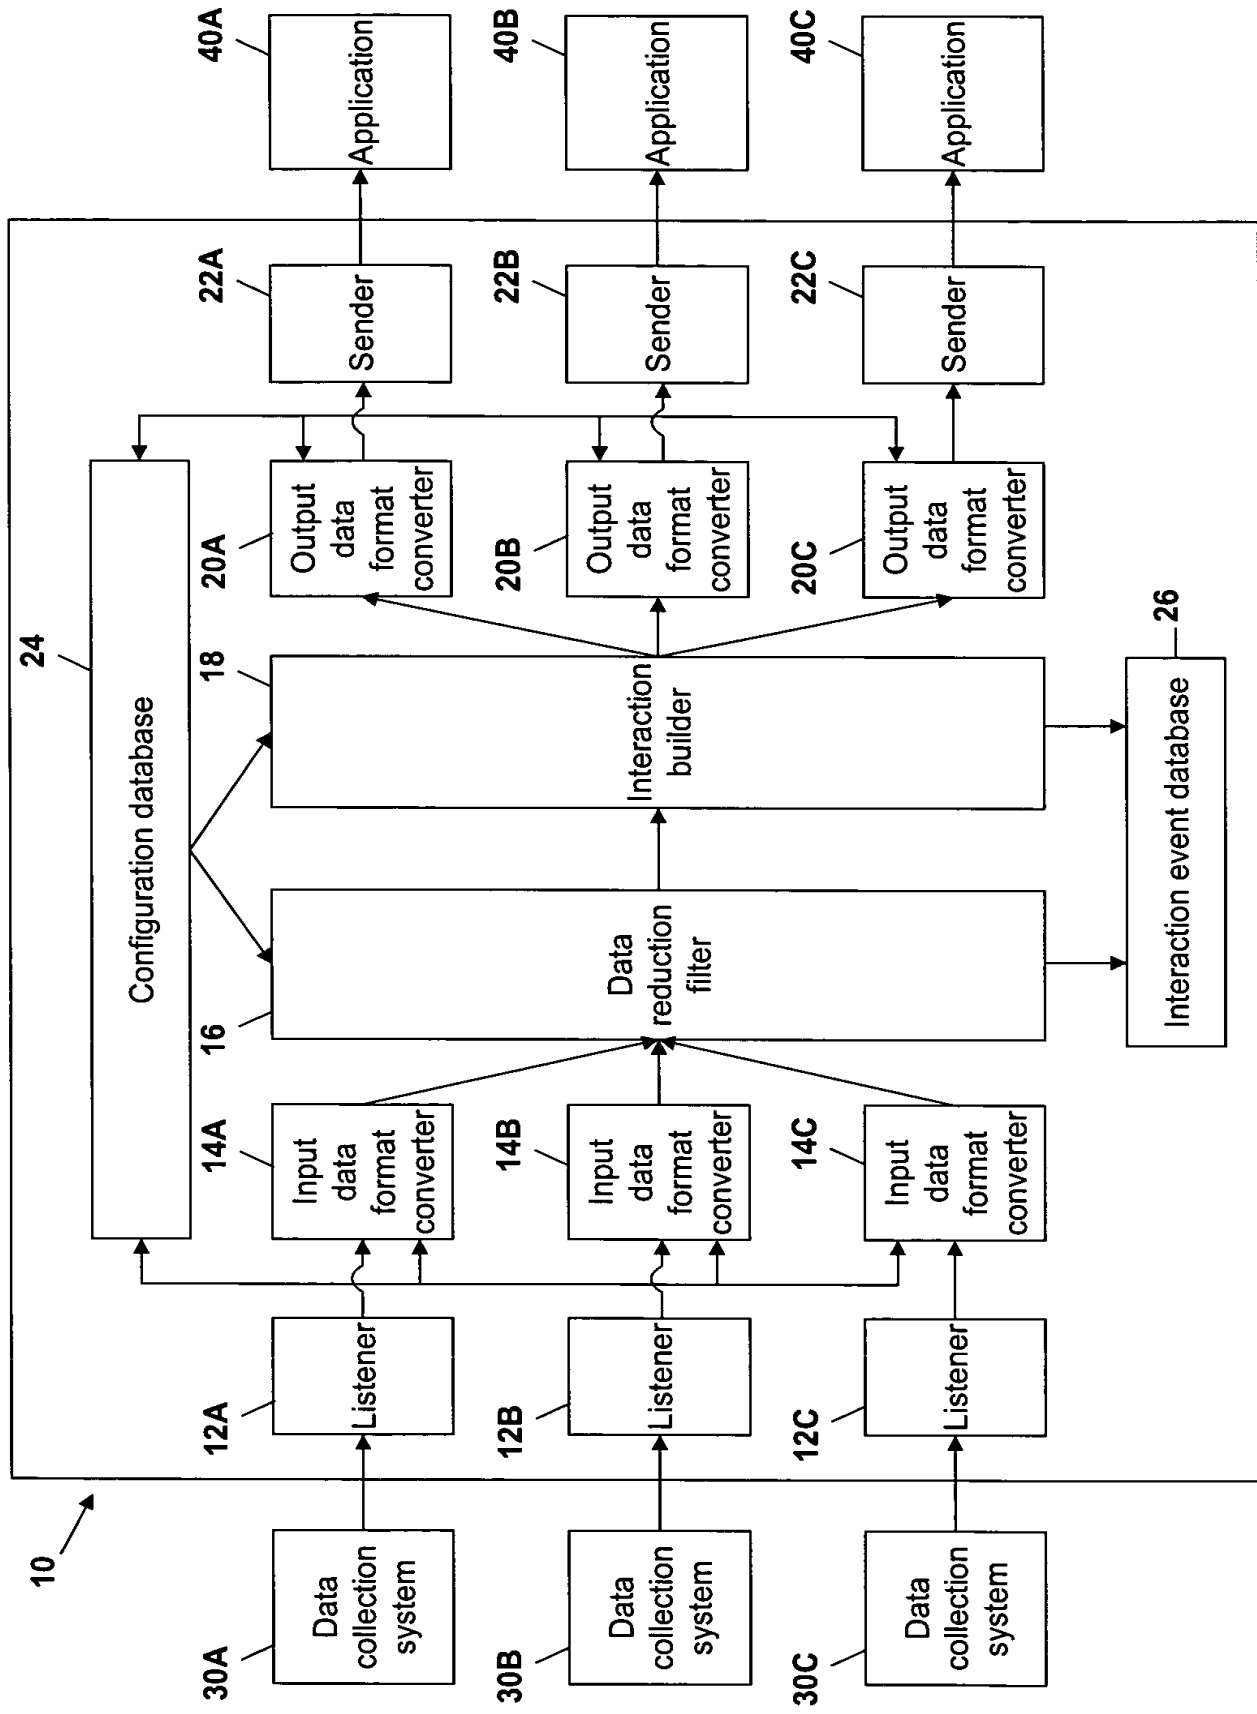 10
24
Configuration database
30A
Data
collection
system
12A
Listener
14A
Input
data
format
converter
16
Data
reduction
filter
18
Interaction
builder
20A
Output
data
format
converter
22A
Sender
40A
Application
30B
Data
collection
system
12B
Listener
14B
Input
data
format
converter
20B
Output
data
format
converter
22B
Sender
40B
Application
30C
Data
collection
system
12C
Listener
14C
Input
data
format
converter
20C
Output
data
format
converter
22C
Sender
40C
Application
26
Interaction event database